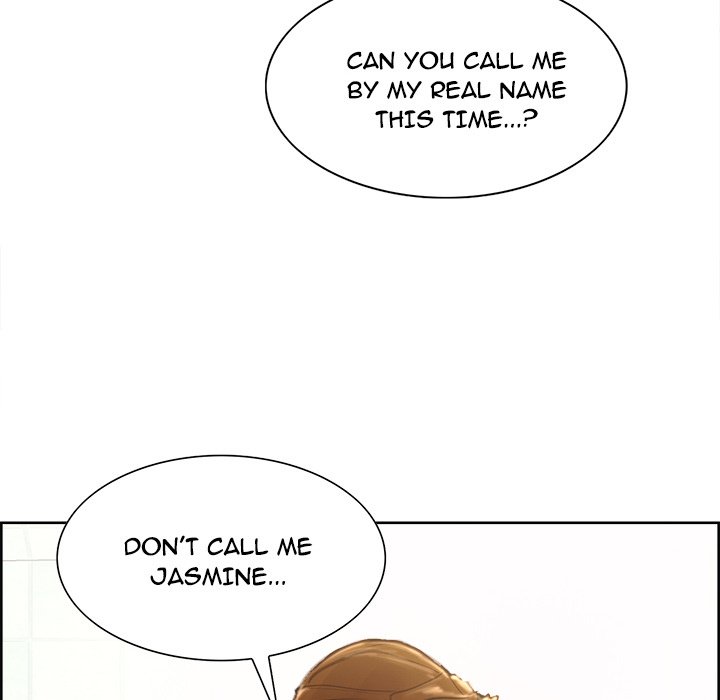 CAN YOU CALL ME
BY MY REAL NAME
THIS TIME...?
DON'T CALL ME
JASMINE...